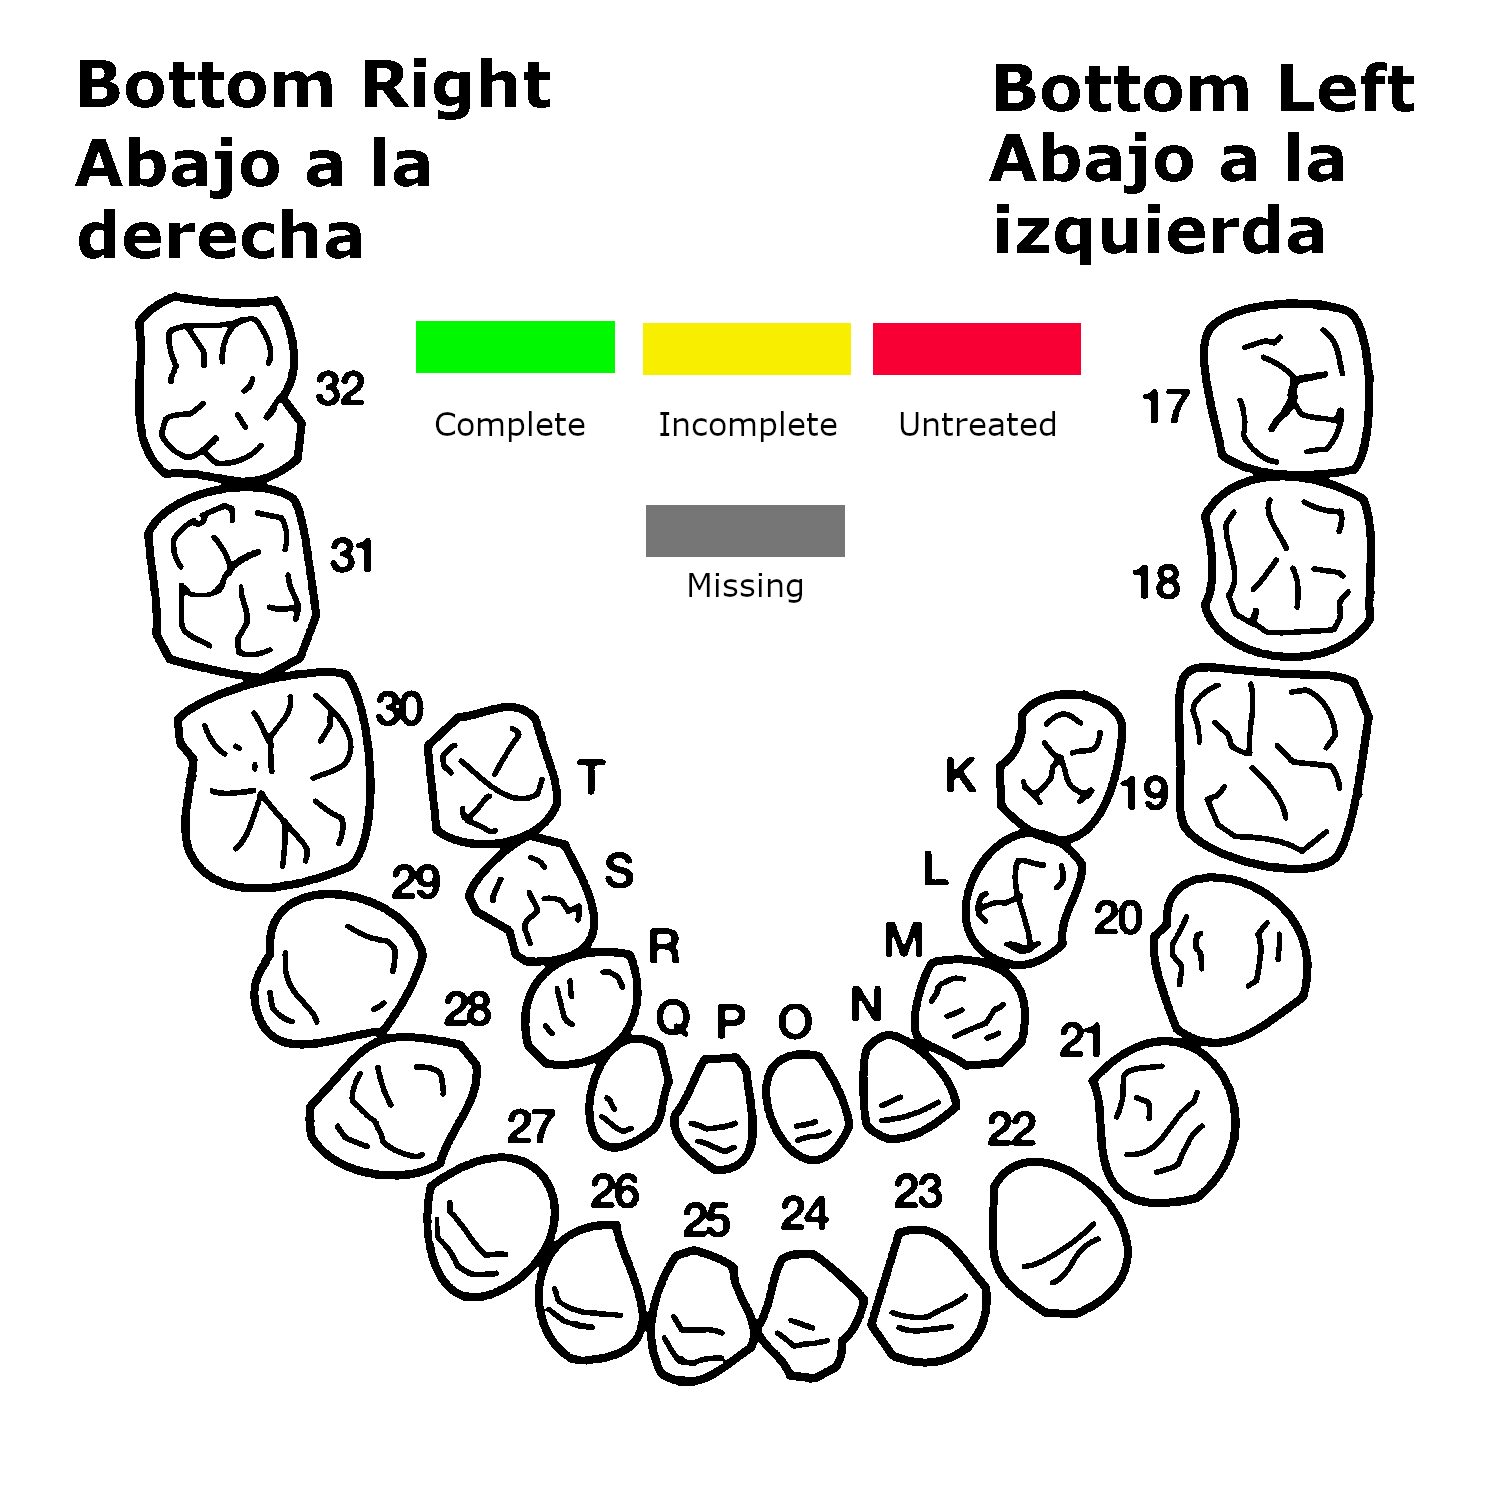 Bottom Right
Abajo a la
derecha
Bottom Left
Abajo a la
izquierda
Complete
Incomplete
Untreated
Missing
32
17
31
18
30
T
K
19
29
S
L
20
R
M
28
Q
P
O
N
21
27
22
26
25
24
23